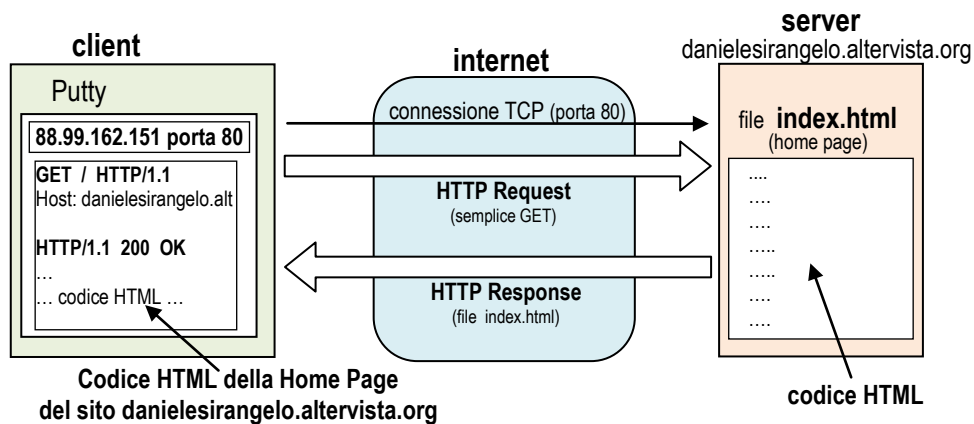 client
Putty
88.99.162.151 porta 80
GET / HTTP/1.1
Host: danielesirangelo.alt
HTTP/1.1 200 OK
…
… codice HTML …
Codice HTML della Home Page
del sito danielesirangelo.altervista.org
internet
connessione TCP (porta 80)
HTTP Request
(semplice GET)
HTTP Response
(file index.html)
server
danielesirangelo.altervista.org
file index.html
(home page)
....
….
….
…..
…..
….
….
codice HTML